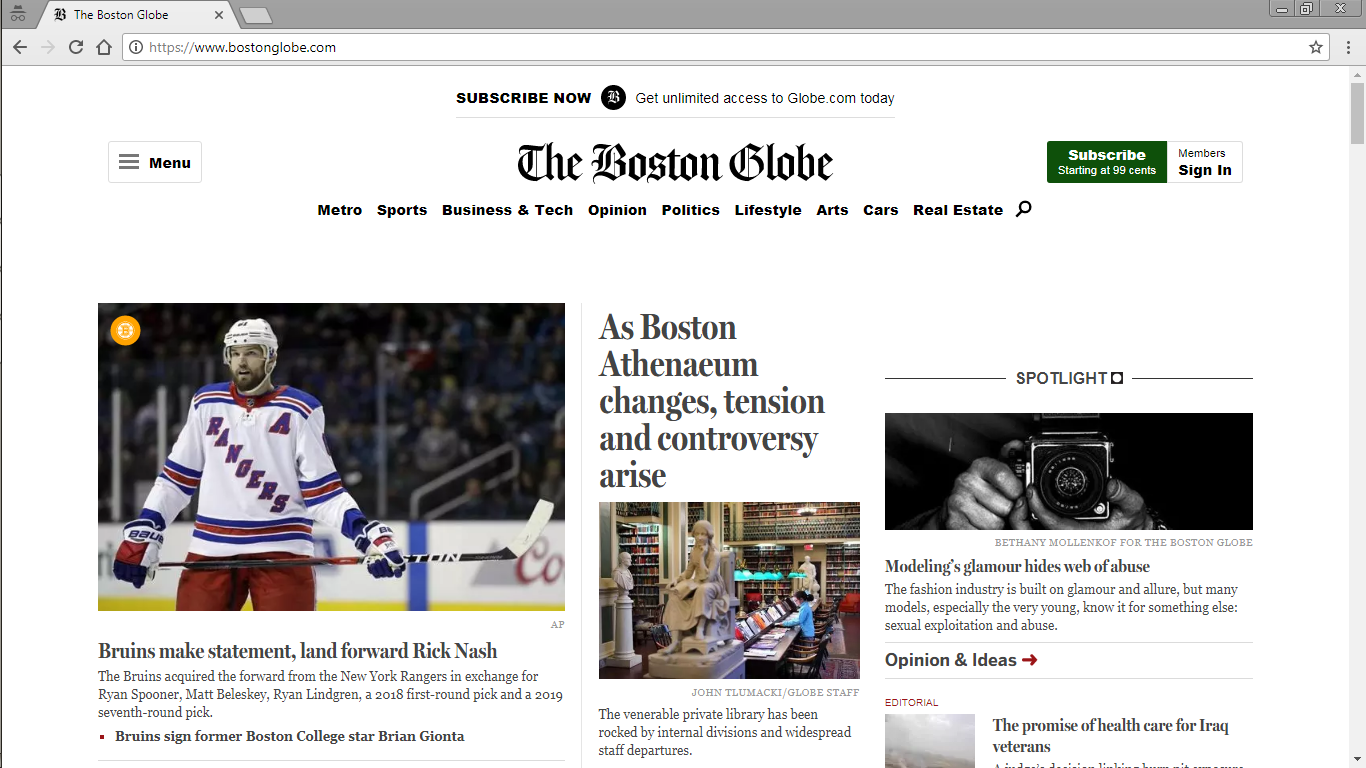 The Boston Globe
https://www.bostonglobe.com
SUBSCRIBE NOW B Get unlimited access to Globe.com today
Menu
The Boston Globe
Subscribe
Starting at 99 cents
Members
Sign In
Metro Sports Business & Tech Opinion Politics Lifestyle Arts Cars Real Estate
B
A
RANGERS
AP
Bruins make statement, land forward Rick Nash
The Bruins acquired the forward from the New York Rangers in exchange for
Ryan Spooner, Matt Beleskey, Ryan Lindgren, a 2018 first-round pick and a 2019
seventh-round pick.
Bruins sign former Boston College star Brian Gionta
As Boston
Athenaeum
changes, tension
and controversy
arise
JOHN TLUMACKI/GLOBE STAFF
The venerable private library has been
rocked by internal divisions and widespread
staff departures.
SPOTLIGHT
BETHANY MOLLENKOF FOR THE BOSTON GLOBE
Modeling's glamour hides web of abuse
The fashion industry is built on glamour and allure, but many
models, especially the very young, know it for something else:
sexual exploitation and abuse.
Opinion & Ideas
EDITORIAL
The promise of health care for Iraq
veterans